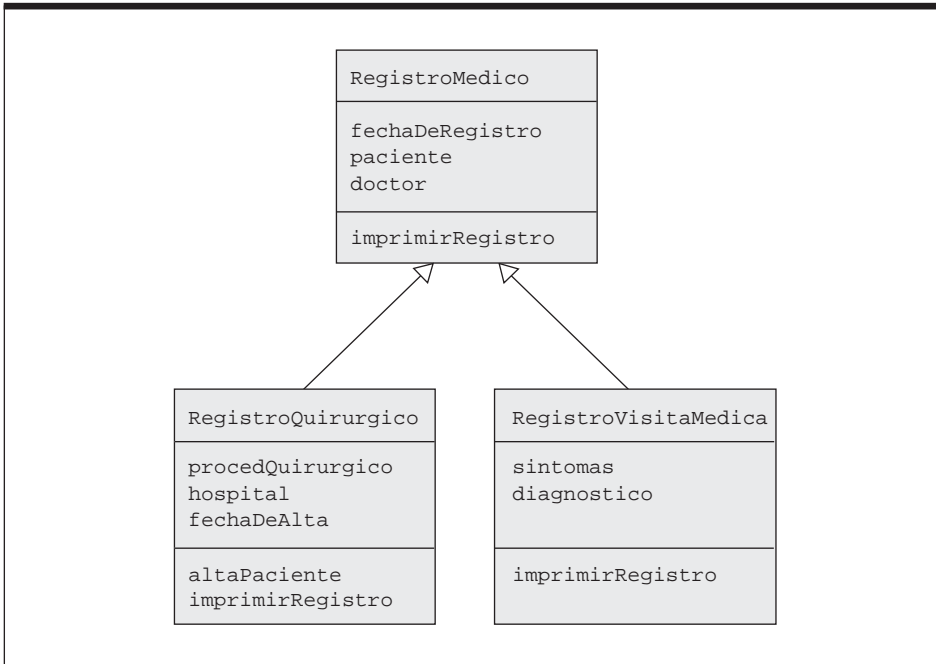 RegistroMedico
fechaDeRegistro
paciente
doctor
imprimirRegistro
RegistroQuirurgico
procedQuirurgico
hospital
fechaDeAlta
altaPaciente
imprimirRegistro
RegistroVisitaMedica
sintomas
diagnostico
imprimirRegistro